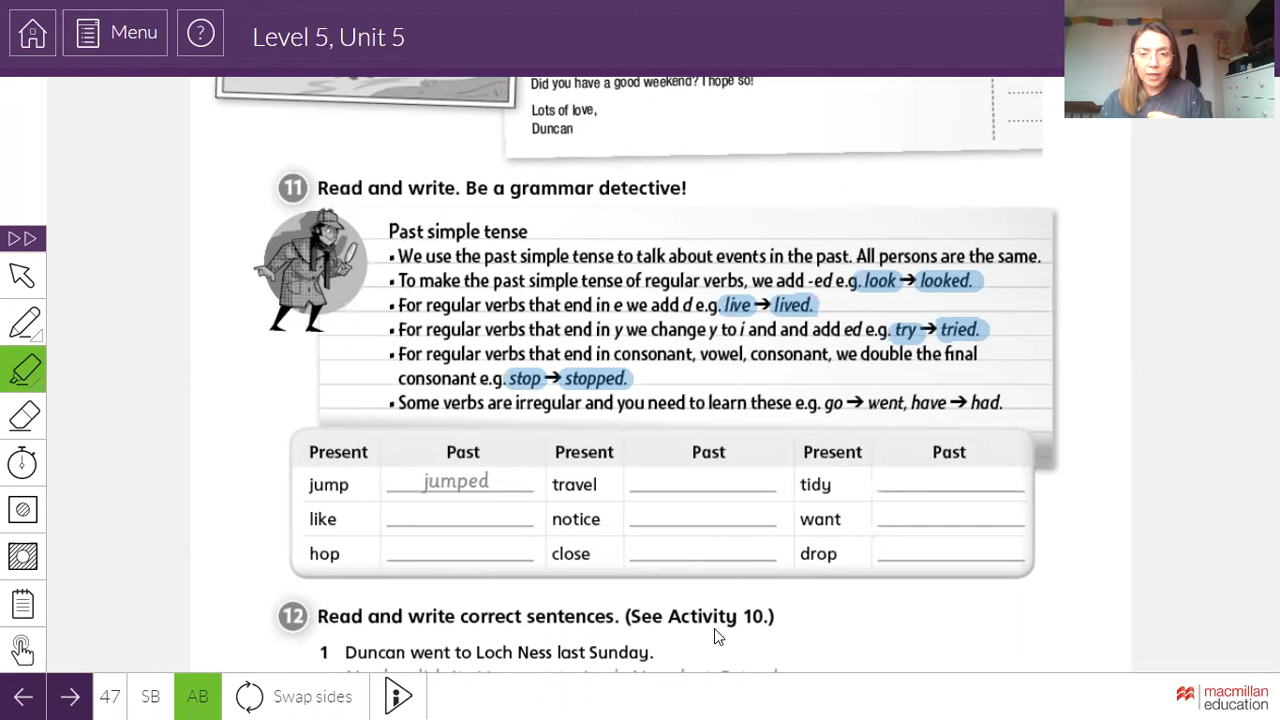 Menu
?
Level 5, Unit 5
Did you have a good weekend? I hope so!
Lots of love,
Duncan
11 Read and write. Be a grammar detective!
Past simple tense
• We use the past simple tense to talk about events in the past. All persons are the same.
• To make the past simple tense of regular verbs, we add -ed e.g. look → looked.
• For regular verbs that end in e we add d e.g. live → lived.
• For regular verbs that end in y we change y to i and and add ed e.g. try → tried.
• For regular verbs that end in consonant, vowel, consonant, we double the final
consonant e.g. stop → stopped.
• Some verbs are irregular and you need to learn these e.g. go → went, have → had.
Present Past Present Past Present Past
jump jumped travel tidy
like notice want
hop close drop
12 Read and write correct sentences. (See Activity 10.)
1 Duncan went to Loch Ness last Sunday.
47 SB AB Swap sides
macmillan
education